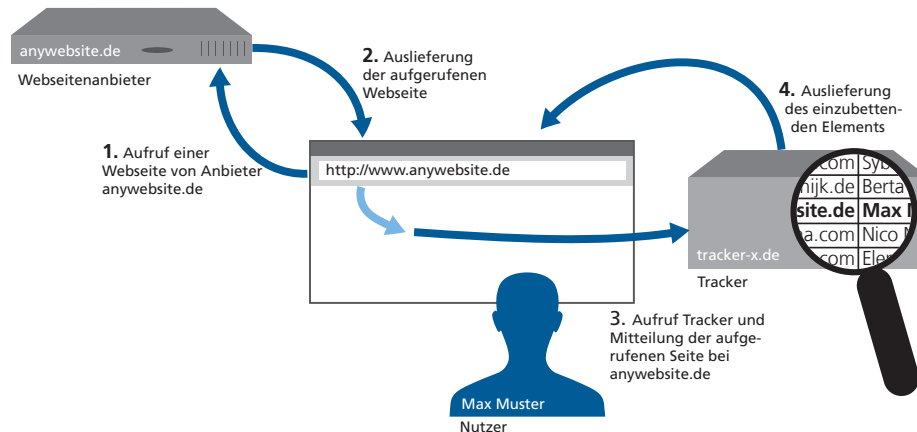 anywebsite.de
Webseitenanbieter
2. Auslieferung
der aufgerufenen
Webseite
1. Aufruf einer
Webseite von Anbieter
anywebsite.de
http://www.anywebsite.de
4. Auslieferung
des einzubetten-
den Elements
.com
nijk.de Berta
site.de Max
a.com Nico
.com
tracker-x.de
Tracker
3. Aufruf Tracker und
Mitteilung der aufge-
rufenen Seite bei
anywebsite.de
Max Muster
Nutzer